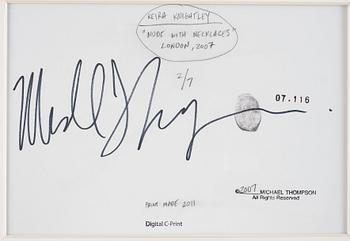 KEIRA KNIGHTLEY
"NUDE WITH NECKLACES"
LONDON, 2007
2/7
07.116
©2007 MICHAEL THOMPSON
All Rights Reserved
PRINT MADE 2011
Digital C-Print